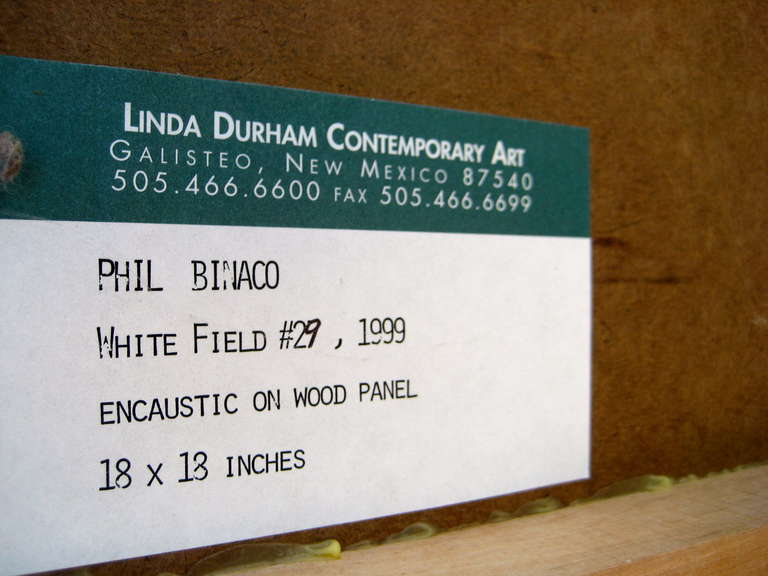 LINDA DURHAM CONTEMPORARY ART
GALISTEO, NEW MEXICO 87540
505.466.6600 FAX 505.466.6699
PHIL BINACO
WHITE FIELD #29, 1999
ENCAUSTIC ON WOOD PANEL
18 x 18 INCHES